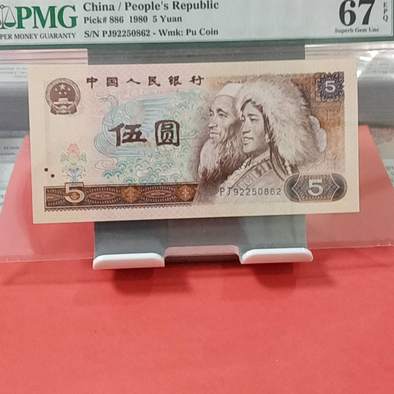 PMG
PER MONEY GUARANTY
China / People's Republic
Pick# 886 1980 5 Yuan
S/N PJ92250862 - Wmk: Pu Coin
67 EPQ
Superb Gem Unc
中国人民银行
5
伍圆
5
PJ92250862
5